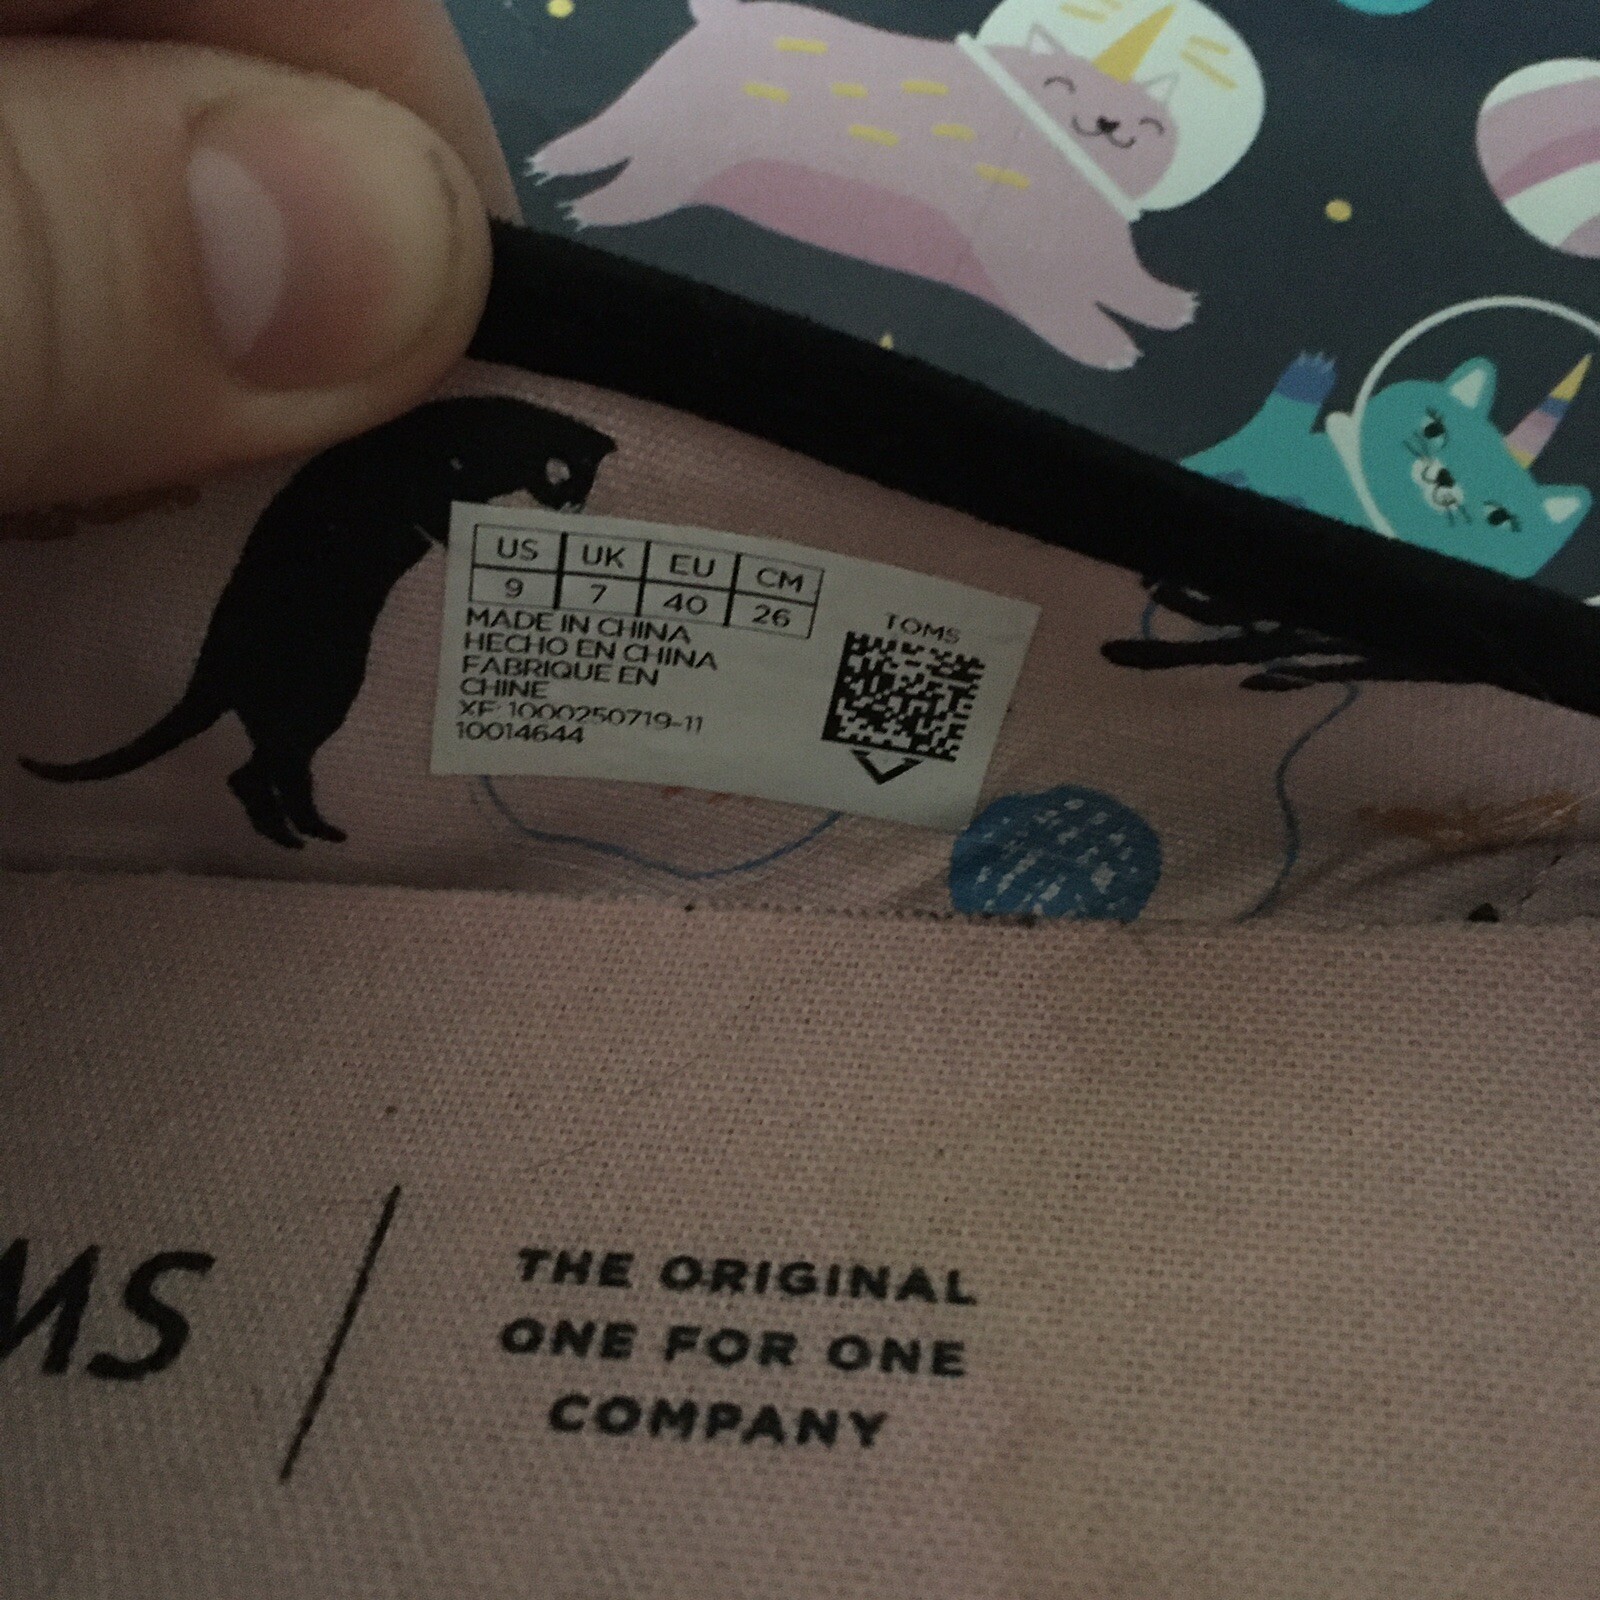 US UK EU CM
9 7 40 26
MADE IN CHINA
HECHO EN CHINA
FABRIQUE EN
CHINE
XF: 1000250719-11
10014644
TOMS
MS
THE ORIGINAL
ONE FOR ONE
COMPANY